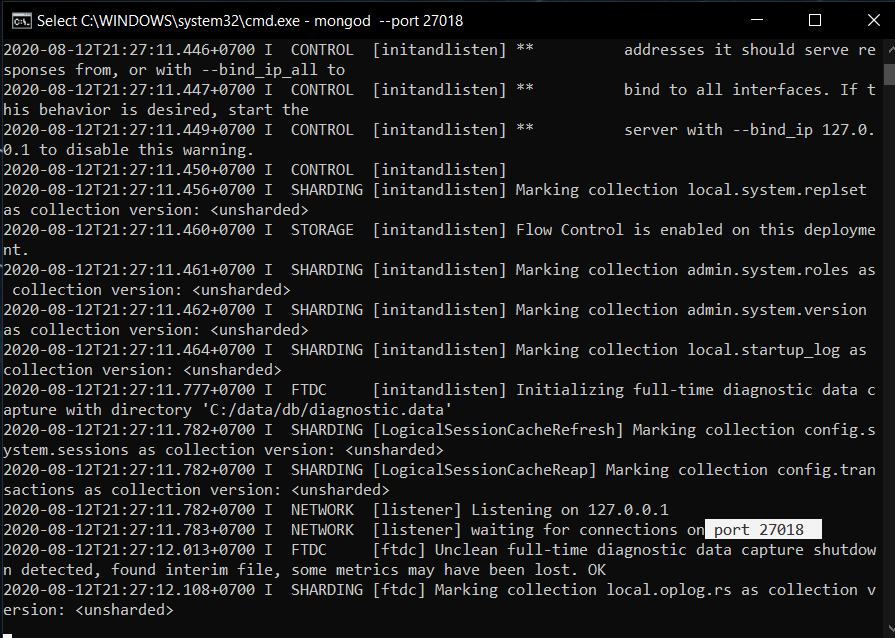 Select C:\WINDOWS\system32\cmd.exe - mongod  --port 27018
2020-08-12T21:27:11.446+0700 I  CONTROL  [initandlisten] **          addresses it should serve re
sponses from, or with --bind_ip_all to
2020-08-12T21:27:11.447+0700 I  CONTROL  [initandlisten] **          bind to all interfaces. If t
his behavior is desired, start the
2020-08-12T21:27:11.449+0700 I  CONTROL  [initandlisten] **          server with --bind_ip 127.0.
0.1 to disable this warning.
2020-08-12T21:27:11.450+0700 I  CONTROL  [initandlisten]
2020-08-12T21:27:11.456+0700 I  SHARDING [initandlisten] Marking collection local.system.replset
as collection version: <unsharded>
2020-08-12T21:27:11.460+0700 I  STORAGE  [initandlisten] Flow Control is enabled on this deployme
nt.
2020-08-12T21:27:11.461+0700 I  SHARDING [initandlisten] Marking collection admin.system.roles as
 collection version: <unsharded>
2020-08-12T21:27:11.462+0700 I  SHARDING [initandlisten] Marking collection admin.system.version
as collection version: <unsharded>
2020-08-12T21:27:11.464+0700 I  SHARDING [initandlisten] Marking collection local.startup_log as
collection version: <unsharded>
2020-08-12T21:27:11.777+0700 I  FTDC     [initandlisten] Initializing full-time diagnostic data c
apture with directory 'C:/data/db/diagnostic.data'
2020-08-12T21:27:11.782+0700 I  SHARDING [LogicalSessionCacheRefresh] Marking collection config.s
ystem.sessions as collection version: <unsharded>
2020-08-12T21:27:11.782+0700 I  SHARDING [LogicalSessionCacheReap] Marking collection config.tran
sactions as collection version: <unsharded>
2020-08-12T21:27:11.782+0700 I  NETWORK  [listener] Listening on 127.0.0.1
2020-08-12T21:27:11.783+0700 I  NETWORK  [listener] waiting for connections on port 27018
2020-08-12T21:27:12.013+0700 I  FTDC     [ftdc] Unclean full-time diagnostic data capture shutdow
n detected, found interim file, some metrics may have been lost. OK
2020-08-12T21:27:12.108+0700 I  SHARDING [ftdc] Marking collection local.oplog.rs as collection v
ersion: <unsharded>